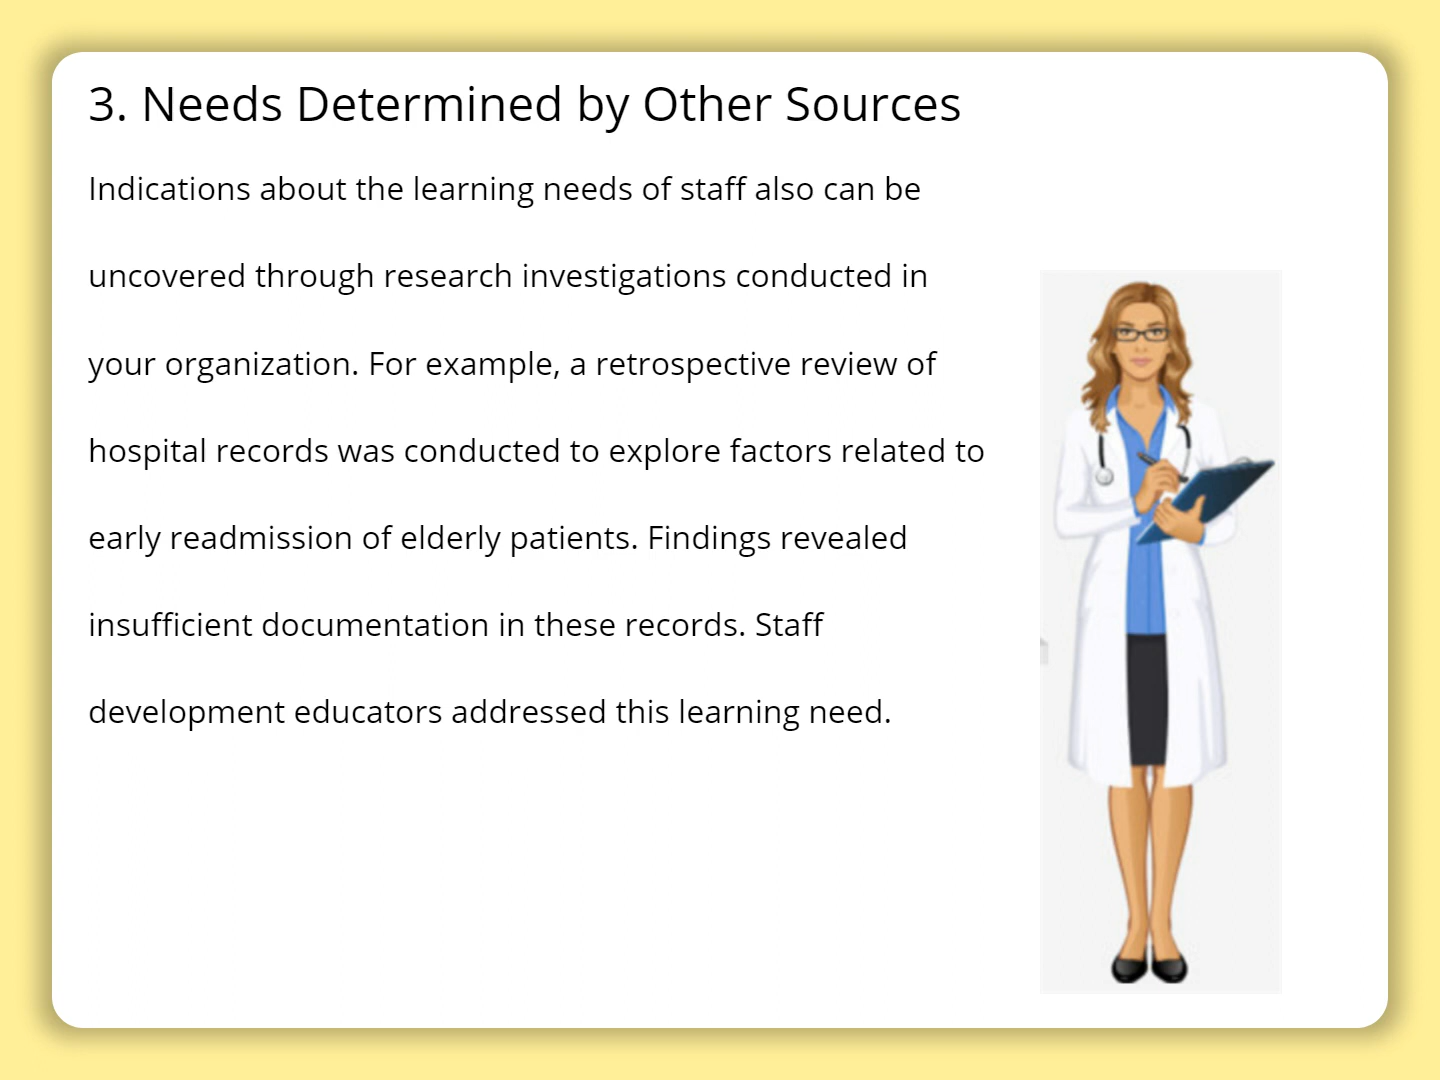 3. Needs Determined by Other Sources
Indications about the learning needs of staff also can be
uncovered through research investigations conducted in
your organization. For example, a retrospective review of
hospital records was conducted to explore factors related to
early readmission of elderly patients. Findings revealed
insufficient documentation in these records. Staff
development educators addressed this learning need.